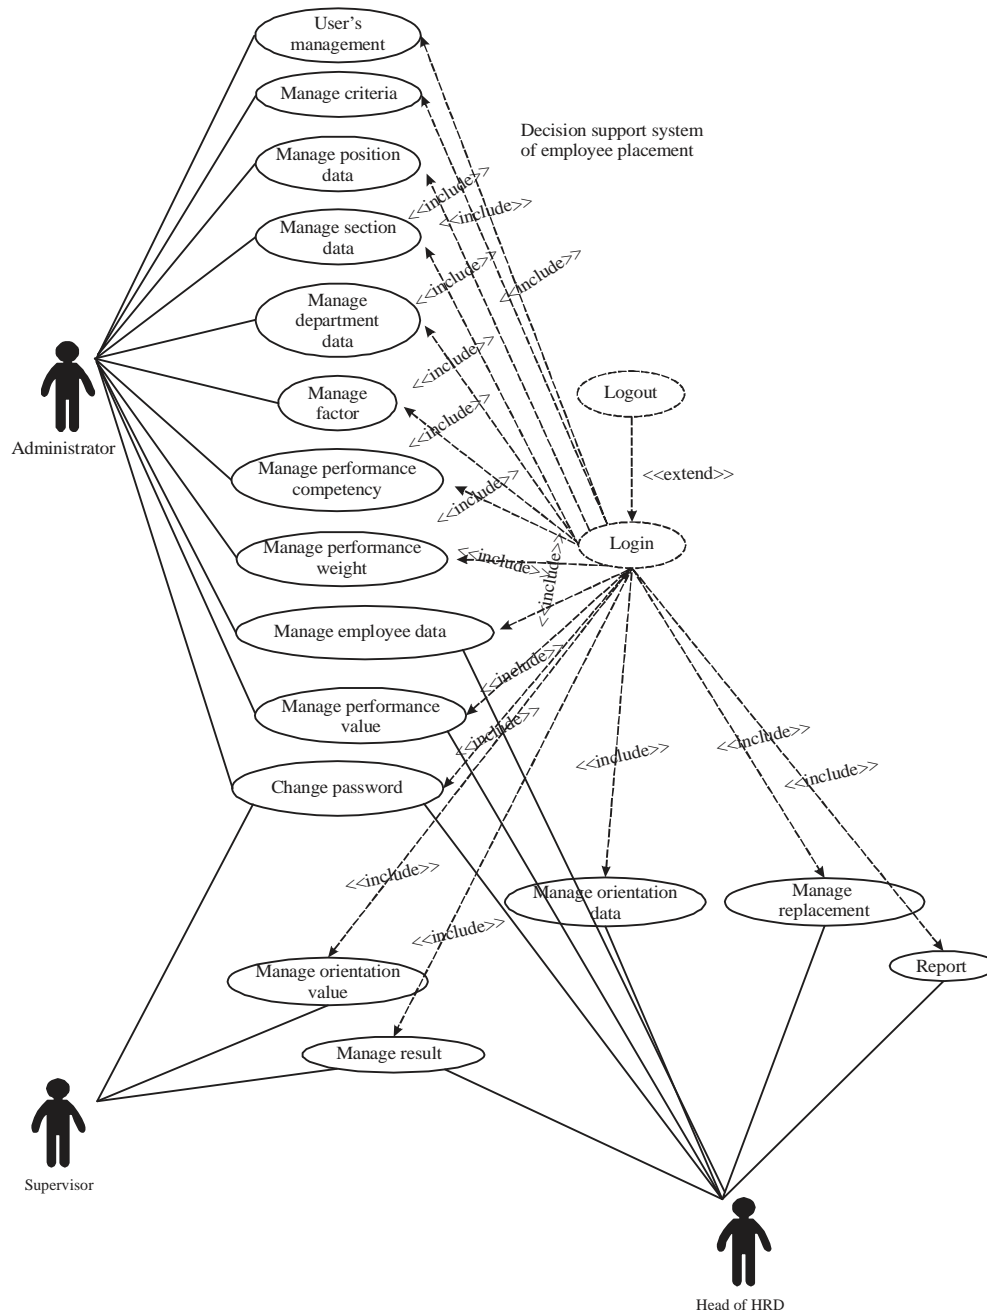 User's
management
Manage criteria
Decision support system
of employee placement
Manage position
data
<<include>>
<<include>>
Manage section
data
<<include>>
<<include>>
Manage
department
data
<<include>>
Manage
factor
Logout
<<include>>
Administrator
Manage performance
competency
<<include>>
<<extend>>
Manage performance
weight
<<include>>
<<include>>
Login
Manage employee data
<<include>>
Manage performance
value
<<include>>
<<include>>
<<include>>
<<include>>
Change password
<<include>>
Manage orientation
data
Manage
replacement
<<include>>
Manage orientation
value
Report
Manage result
Supervisor
Head of HRD